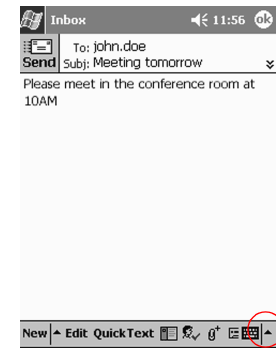 Inbox 11:56 ok
To: john.doe
Send Subj: Meeting tomorrow
Please meet in the conference room at
10AM
New Edit QuickText